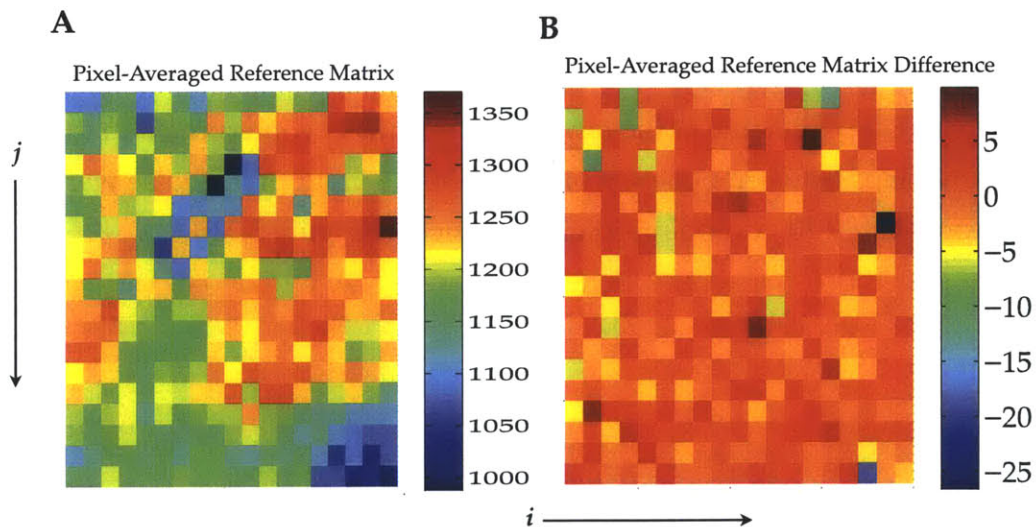 A
Pixel-Averaged Reference Matrix
j
1350
1300
1250
1200
1150
1100
1050
1000
B
Pixel-Averaged Reference Matrix Difference
5
0
−5
−10
−15
−20
−25
i